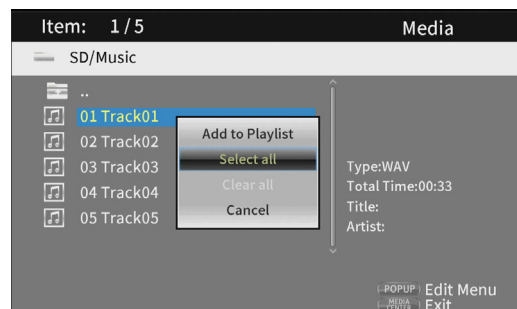 Item: 1/5 Media
SD/Music
..
01 Track01
02 Track02
03 Track03
04 Track04
05 Track05
Add to Playlist
Select all
Clear all
Cancel
Type:WAV
Total Time:00:33
Title:
Artist:
POPUP Edit Menu
MEDIA CENTER Exit